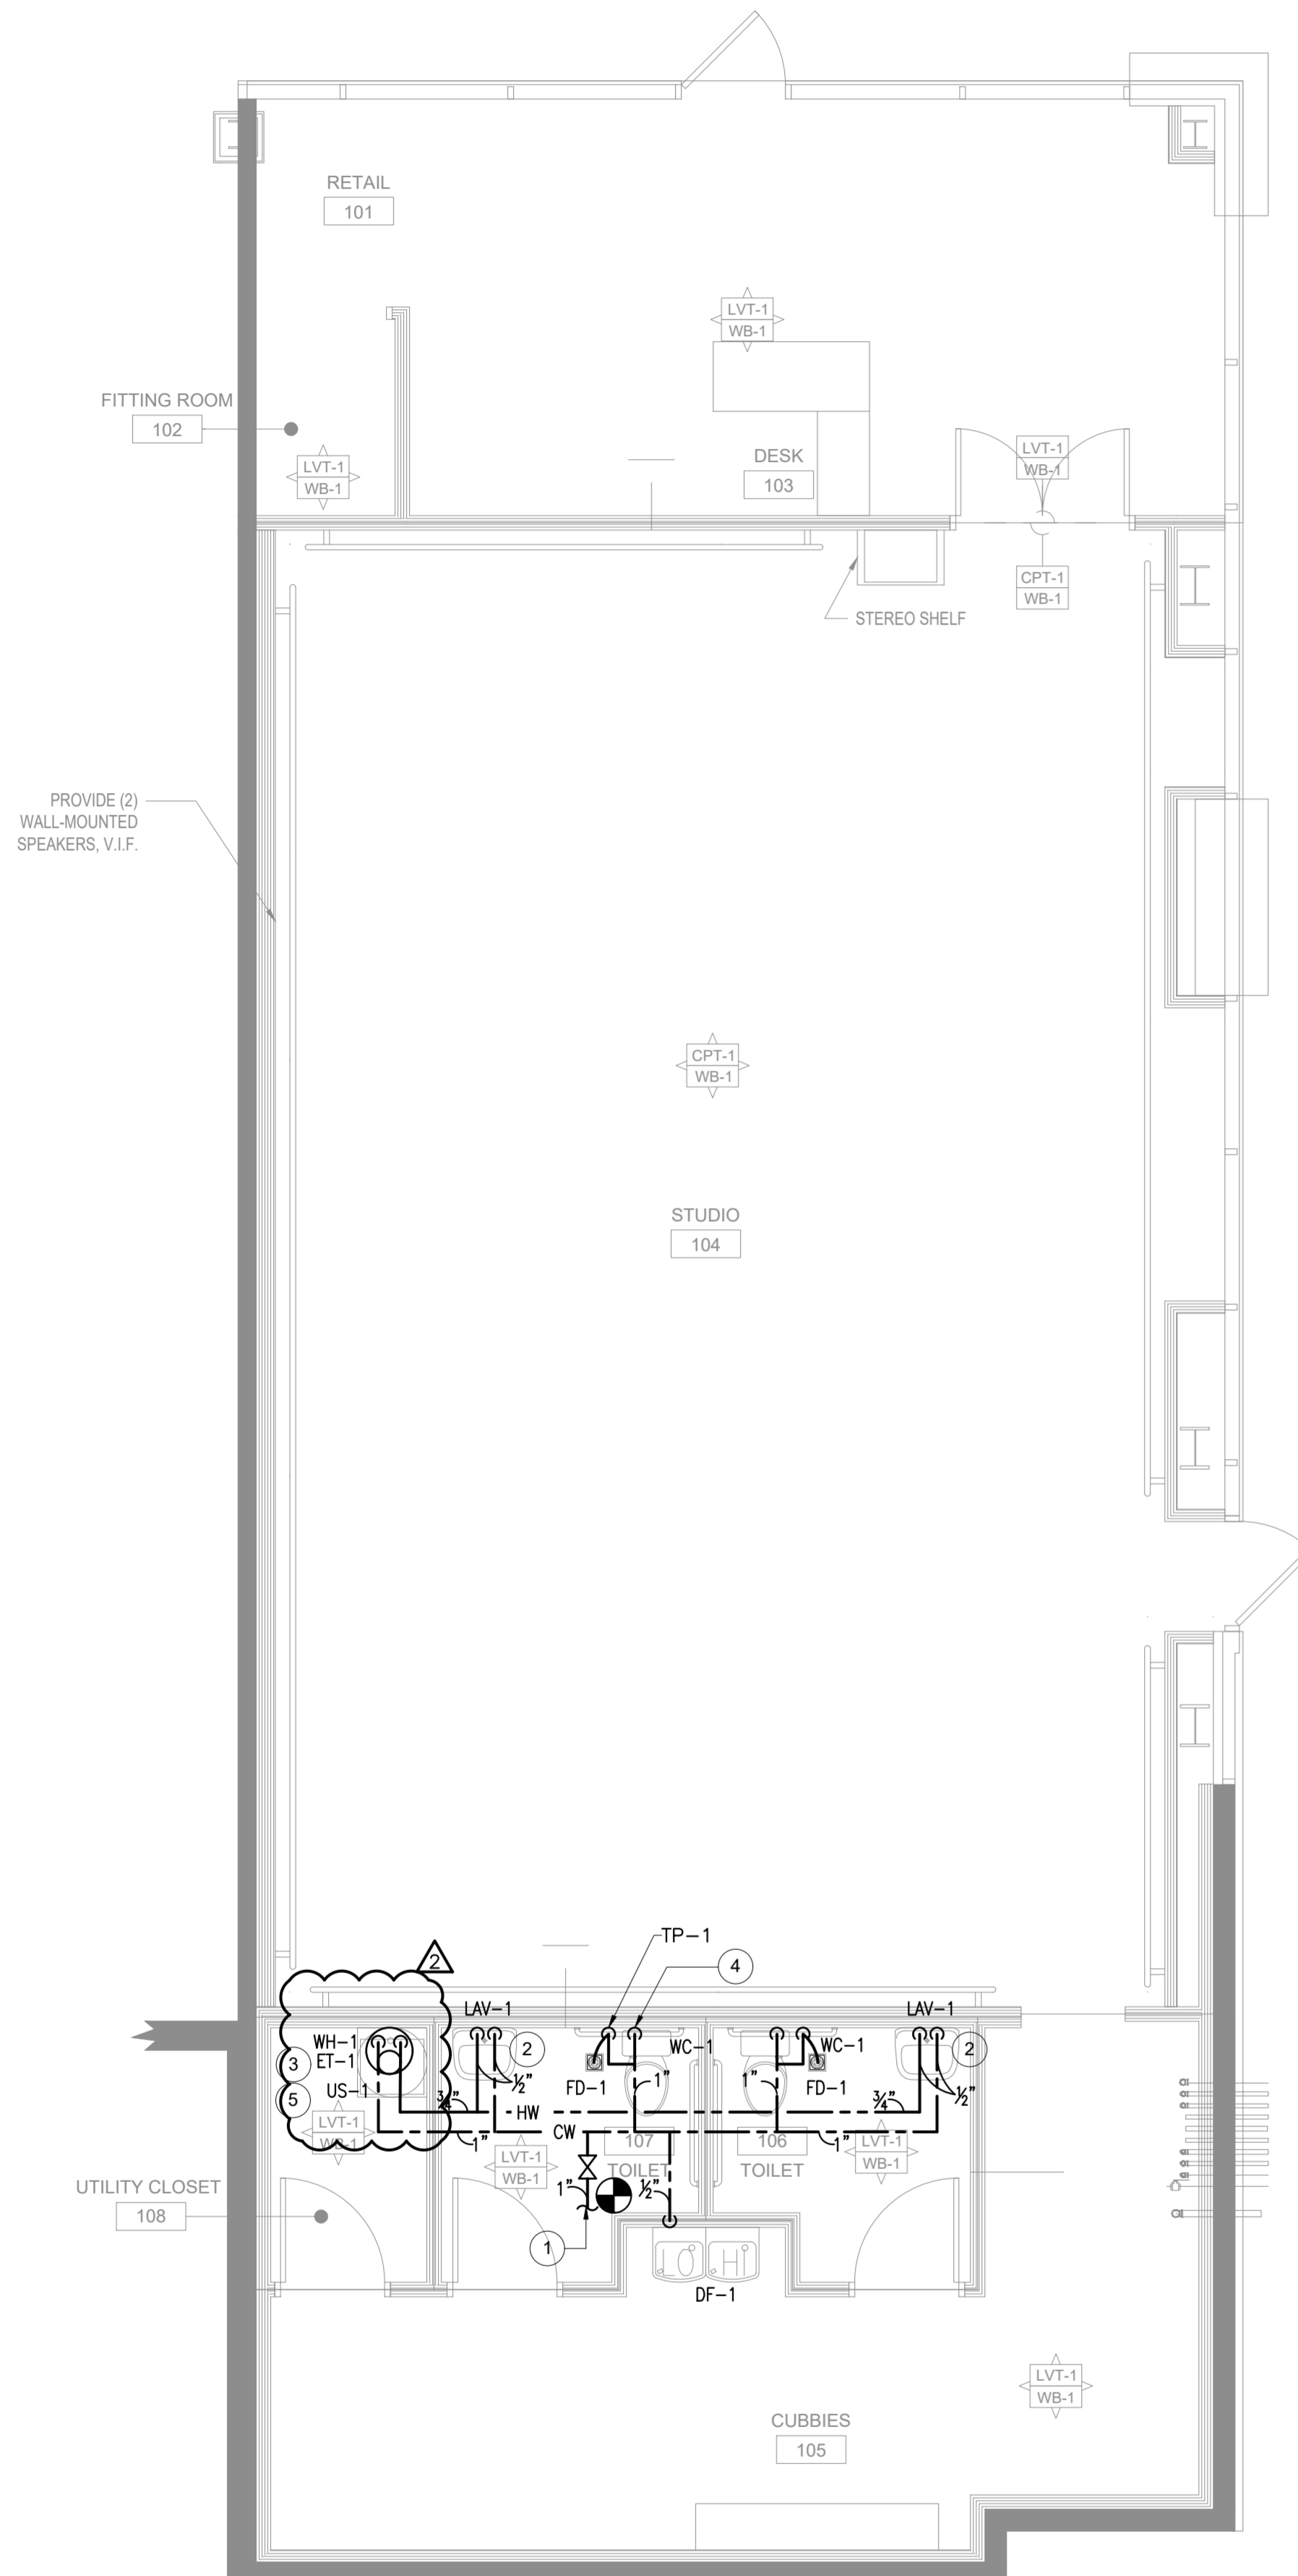 RETAIL
101
LVT-1
WB-1
FITTING ROOM
102
LVT-1
WB-1
DESK
103
LVT-1
WB-1
CPT-1
WB-1
STEREO SHELF
PROVIDE (2)
WALL-MOUNTED
SPEAKERS, V.I.F.
CPT-1
WB-1
STUDIO
104
TP-1
4
2
LAV-1
LAV-1
WH-1
ET-1
3
US-1
5
2
WC-1
WC-1
2
FD-1
FD-1
½"
1"
1"
½"
¾"
¾"
HW
CW
1"
1"
LVT-1
WB-1
LVT-1
WB-1
107
TOILET
106
TOILET
LVT-1
WB-1
1"
½"
UTILITY CLOSET
108
1
LO
HI
DF-1
LVT-1
WB-1
CUBBIES
105